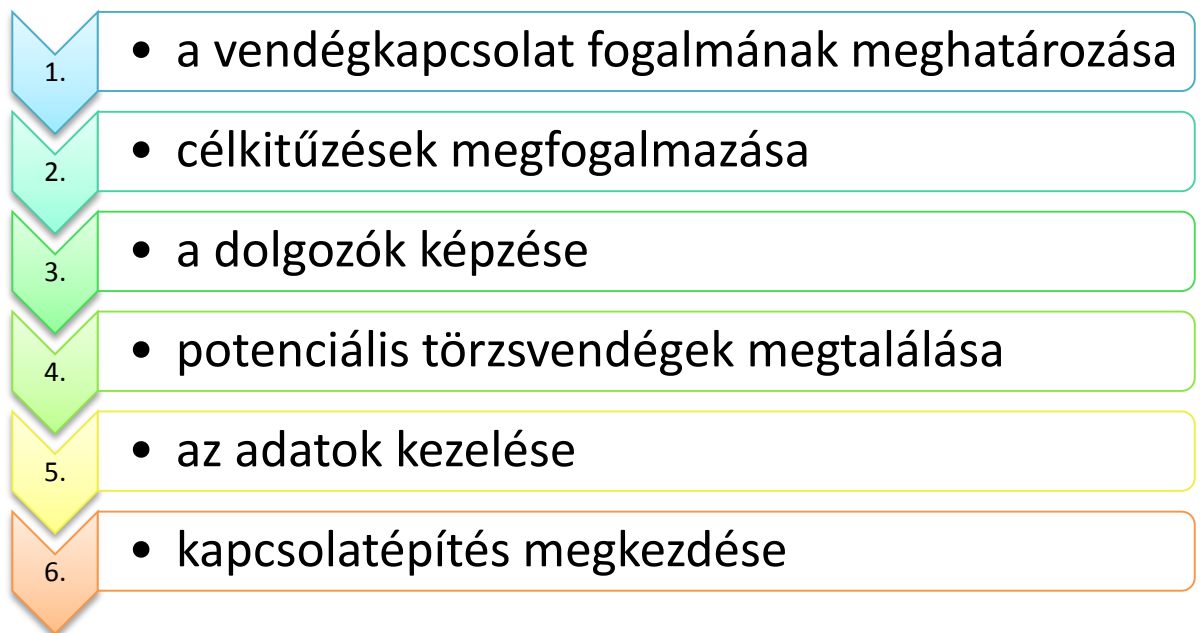 1. • a vendégkapcsolat fogalmának meghatározása
2. • célkitűzések megfogalmazása
3. • a dolgozók képzése
4. • potenciális törzsvendégek megtalálása
5. • az adatok kezelése
6. • kapcsolatépítés megkezdése